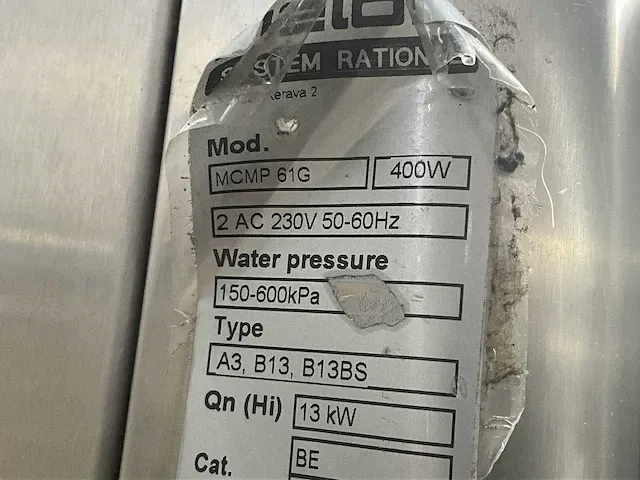 SYSTEM RATIONAL
Kerava 2
Mod.
MCMP 61G 400W
2 AC 230V 50-60Hz
Water pressure
150-600kPa
Type
A3, B13, B13BS
Qn (Hi) 13 kW
Cat. BE